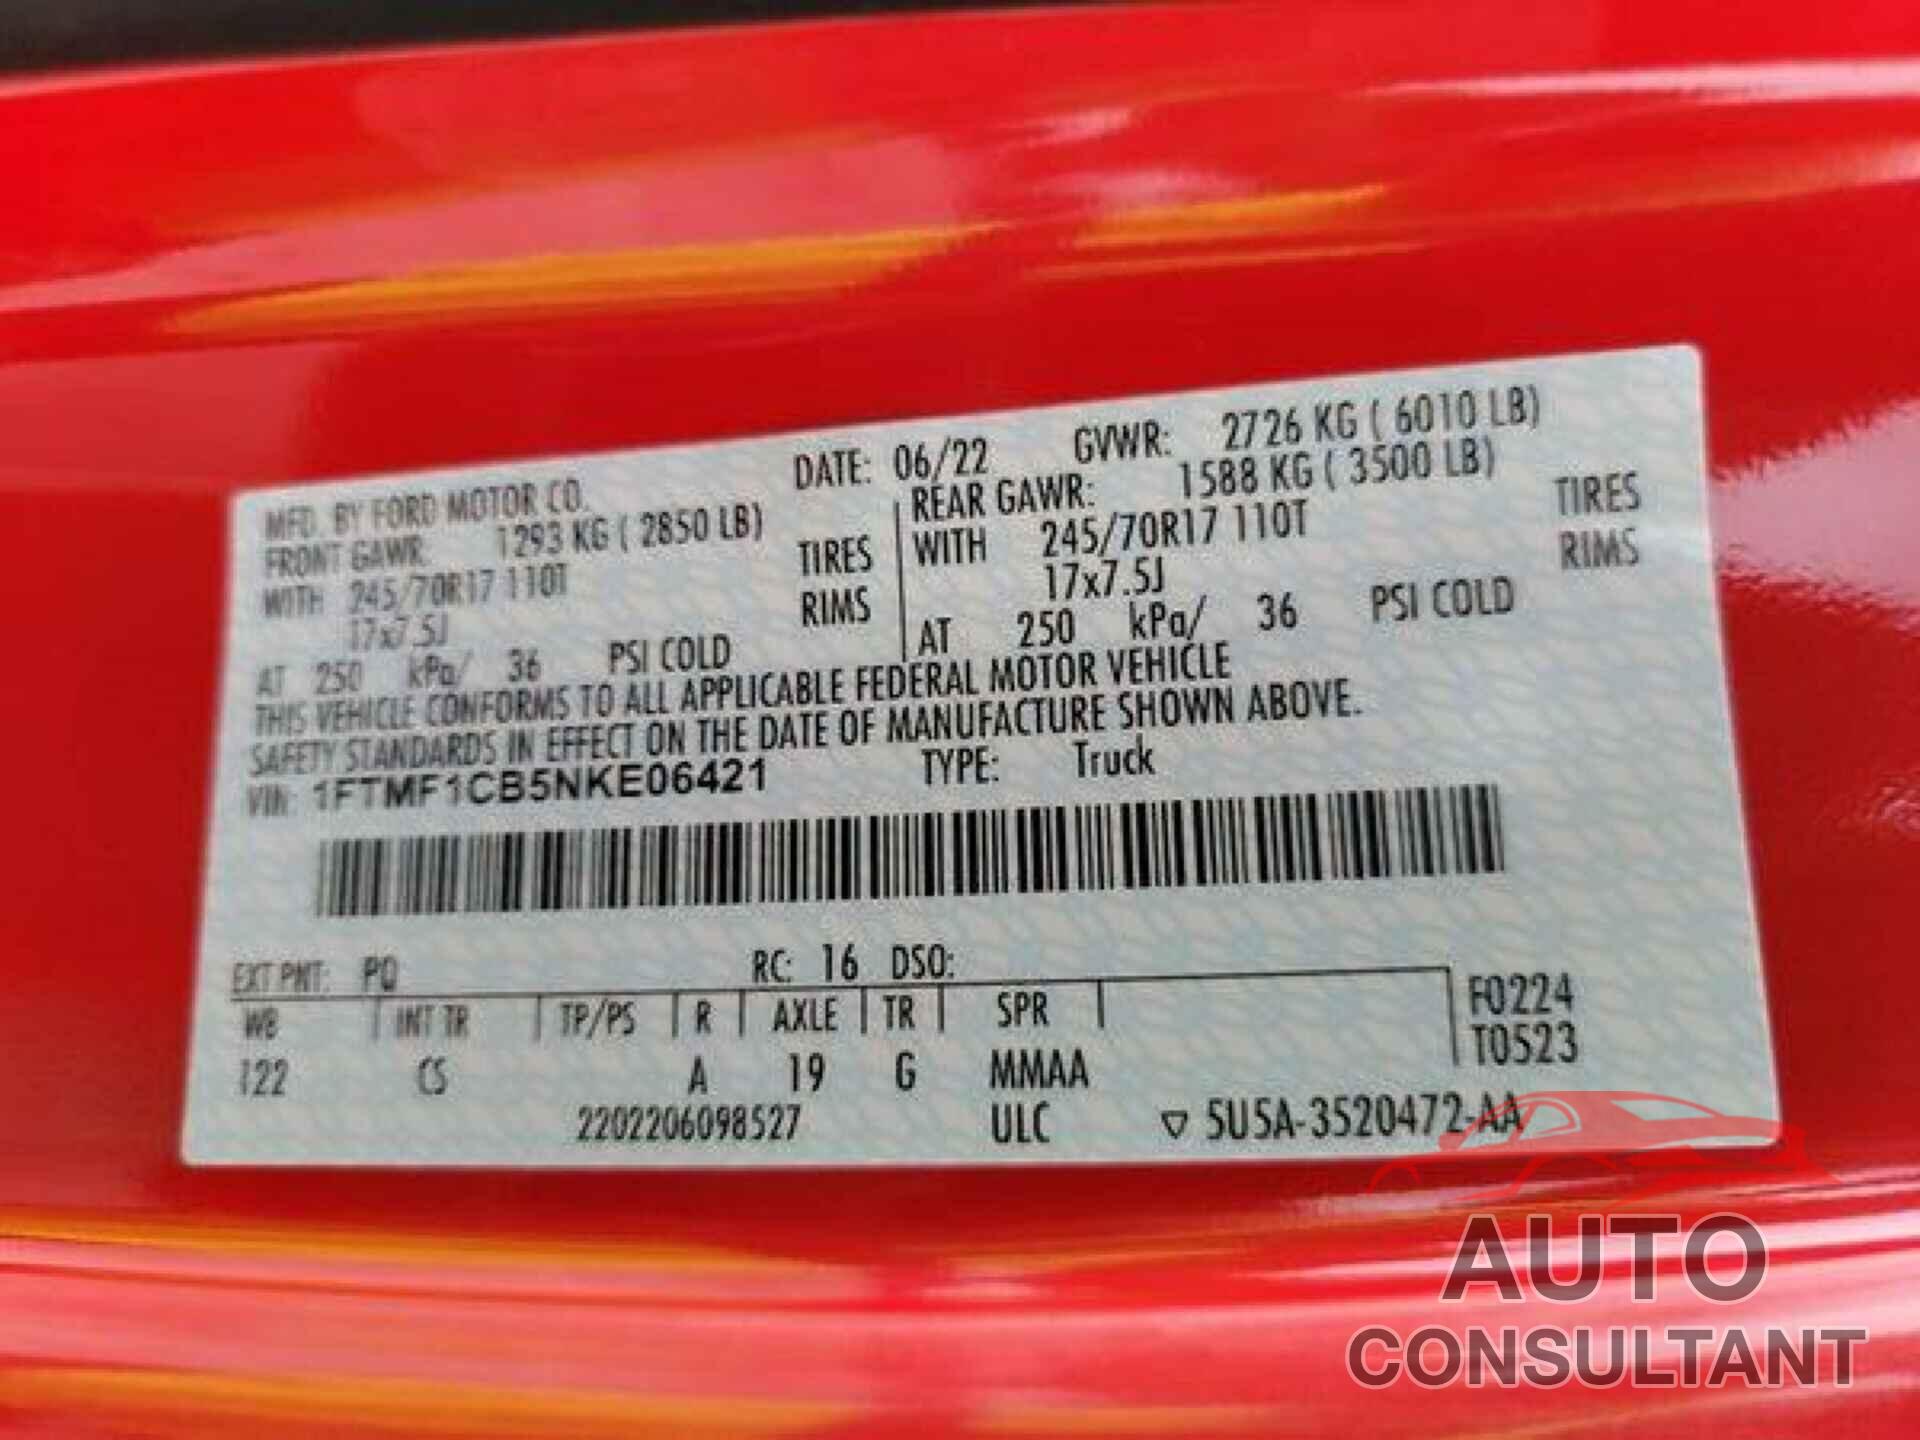 MFD. BY FORD MOTOR CO. DATE: 06/22 GVWR: 2726 KG ( 6010 LB)
FRONT GAWR: 1293 KG ( 2850 LB) REAR GAWR: 1588 KG ( 3500 LB)
WITH 245/70R17 110T TIRES WITH 245/70R17 110T TIRES
17x7.5J RIMS 17x7.5J RIMS
AT 250 kPa/ 36 PSI COLD AT 250 kPa/ 36 PSI COLD
THIS VEHICLE CONFORMS TO ALL APPLICABLE FEDERAL MOTOR VEHICLE
SAFETY STANDARDS IN EFFECT ON THE DATE OF MANUFACTURE SHOWN ABOVE.
VIN: 1FTMF1CB5NKE06421 TYPE: Truck
EXT PNT: PQ RC: 16 DSO:
WB INT TR TP/PS R AXLE TR SPR F0224
T0523
122 CS A 19 G MMAA
2202206098527 ULC ▽ 5U5A-3520472-AA
AUTO
CONSULTANT